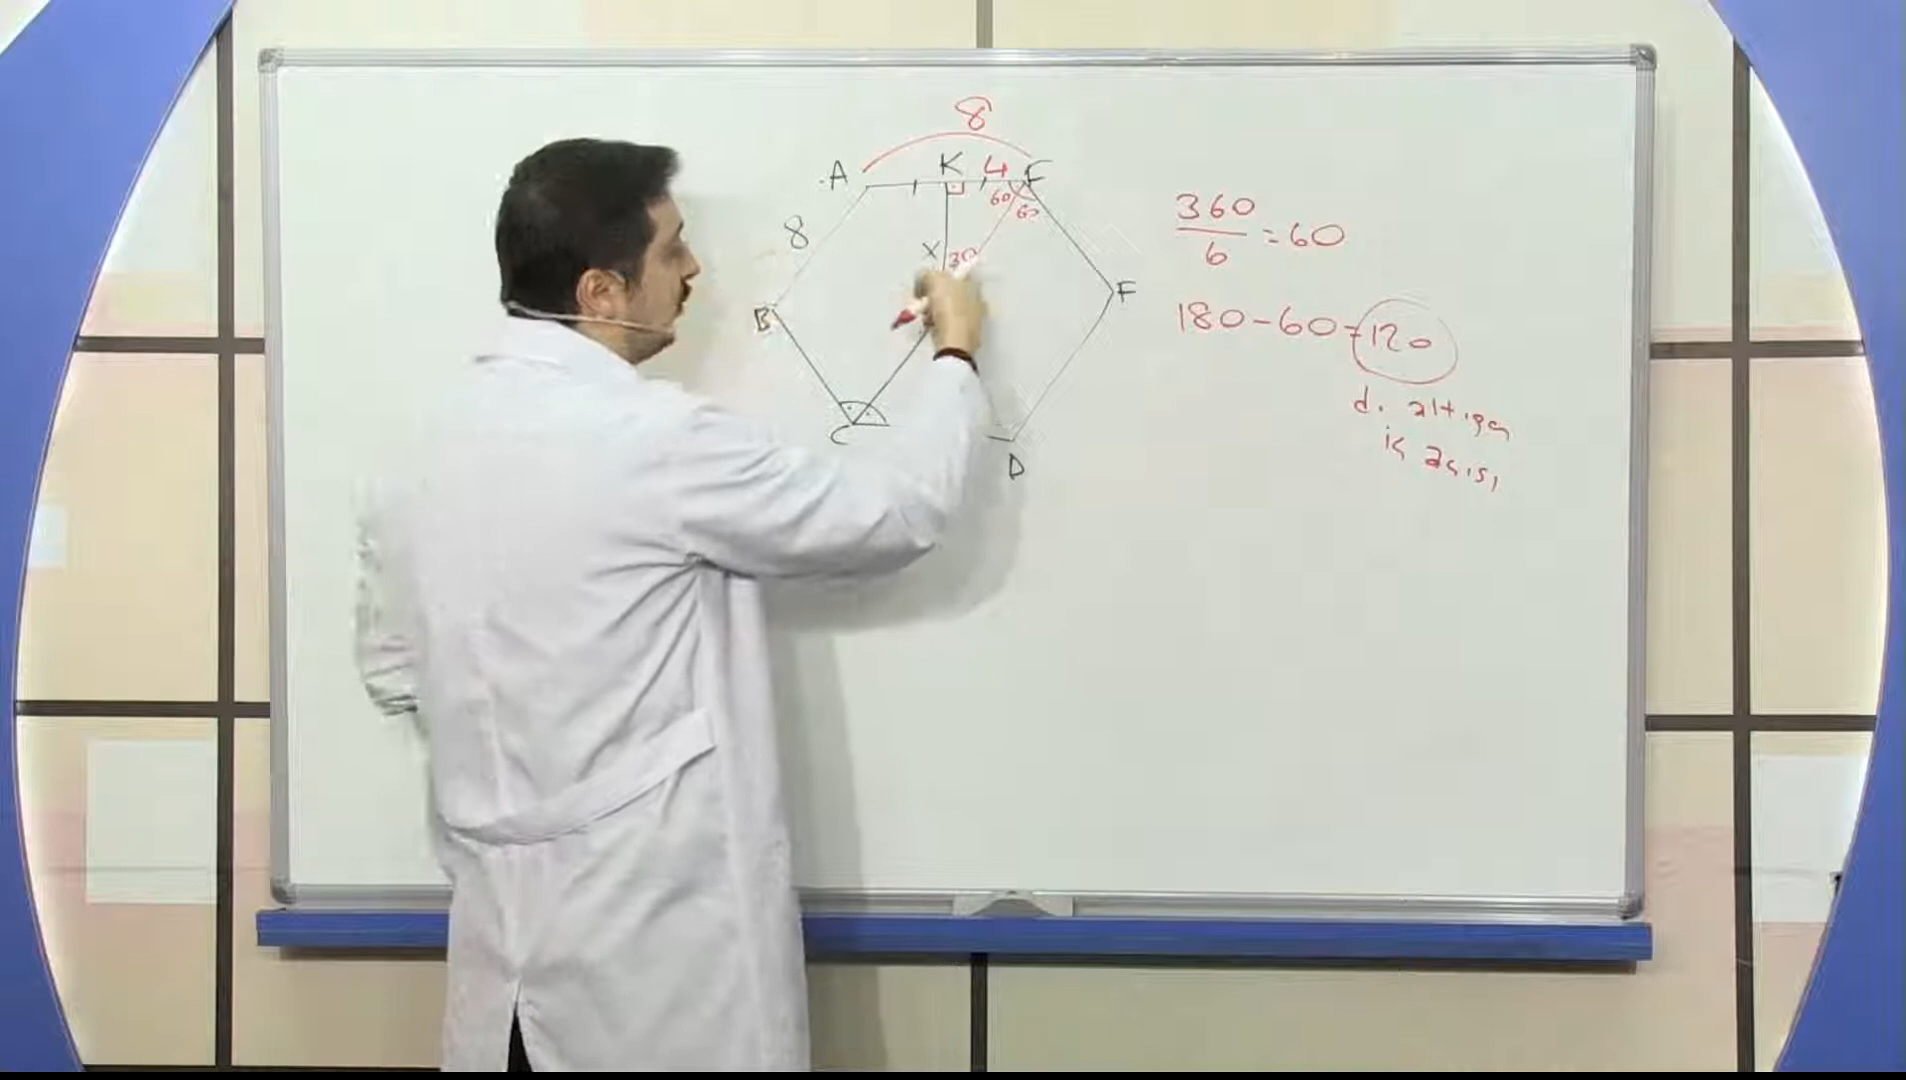 8
A K 4 E
60
60
8
X 30
B
F
C
D
360
6
=60
180-60=120
d. altıgen
iç açısı